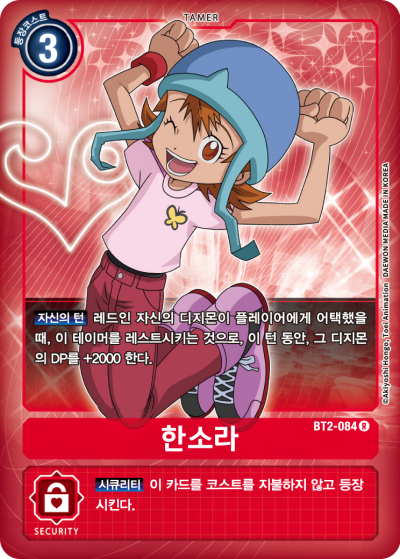 TAMER
등장코스트
3
자신의 턴 레드인 자신의 디지몬이 플레이어에게 어택했을
때, 이 테이머를 레스트시키는 것으로, 이 턴 동안, 그 디지몬
의 DP를 +2000 한다.
©Akiyoshi Hongo, Toei Animation DAEWON MEDIA MADE IN KOREA
BT2-084 R
한소라
시큐리티 이 카드를 코스트를 지불하지 않고 등장
시킨다.
SECURITY